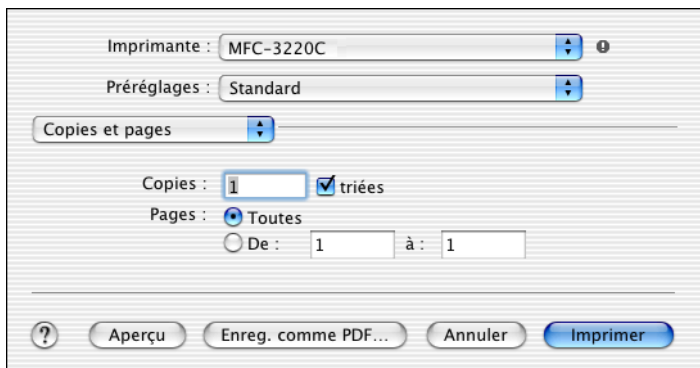 Imprimante : MFC-3220C
Préréglages : Standard
Copies et pages
Copies : 1 triées
Pages : Toutes
De : 1 à : 1
? Aperçu Enreg. comme PDF... Annuler Imprimer